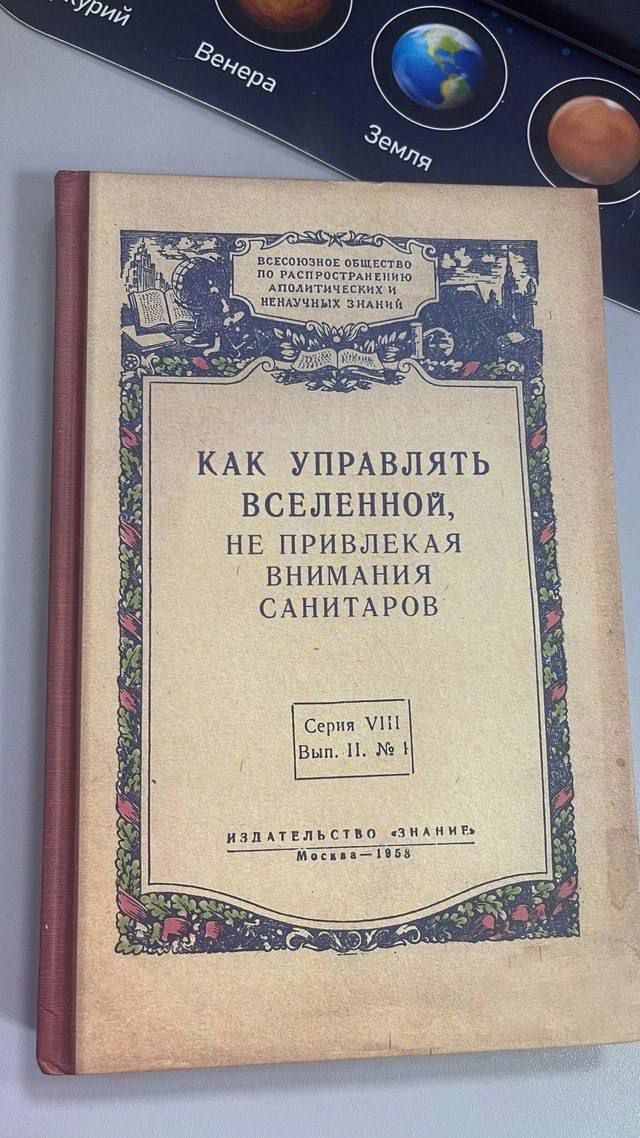 курий
Венера
Земля
ВСЕСОЮЗНОЕ ОБЩЕСТВО
ПО РАСПРОСТРАНЕНИЮ
АПОЛИТИЧЕСКИХ И
НЕНАУЧНЫХ ЗНАНИЙ
КАК УПРАВЛЯТЬ
ВСЕЛЕННОЙ,
НЕ ПРИВЛЕКАЯ
ВНИМАНИЯ
САНИТАРОВ
Серия VIII
Вып. II. № 1
ИЗДАТЕЛЬСТВО «ЗНАНИЕ»
Москва—1958